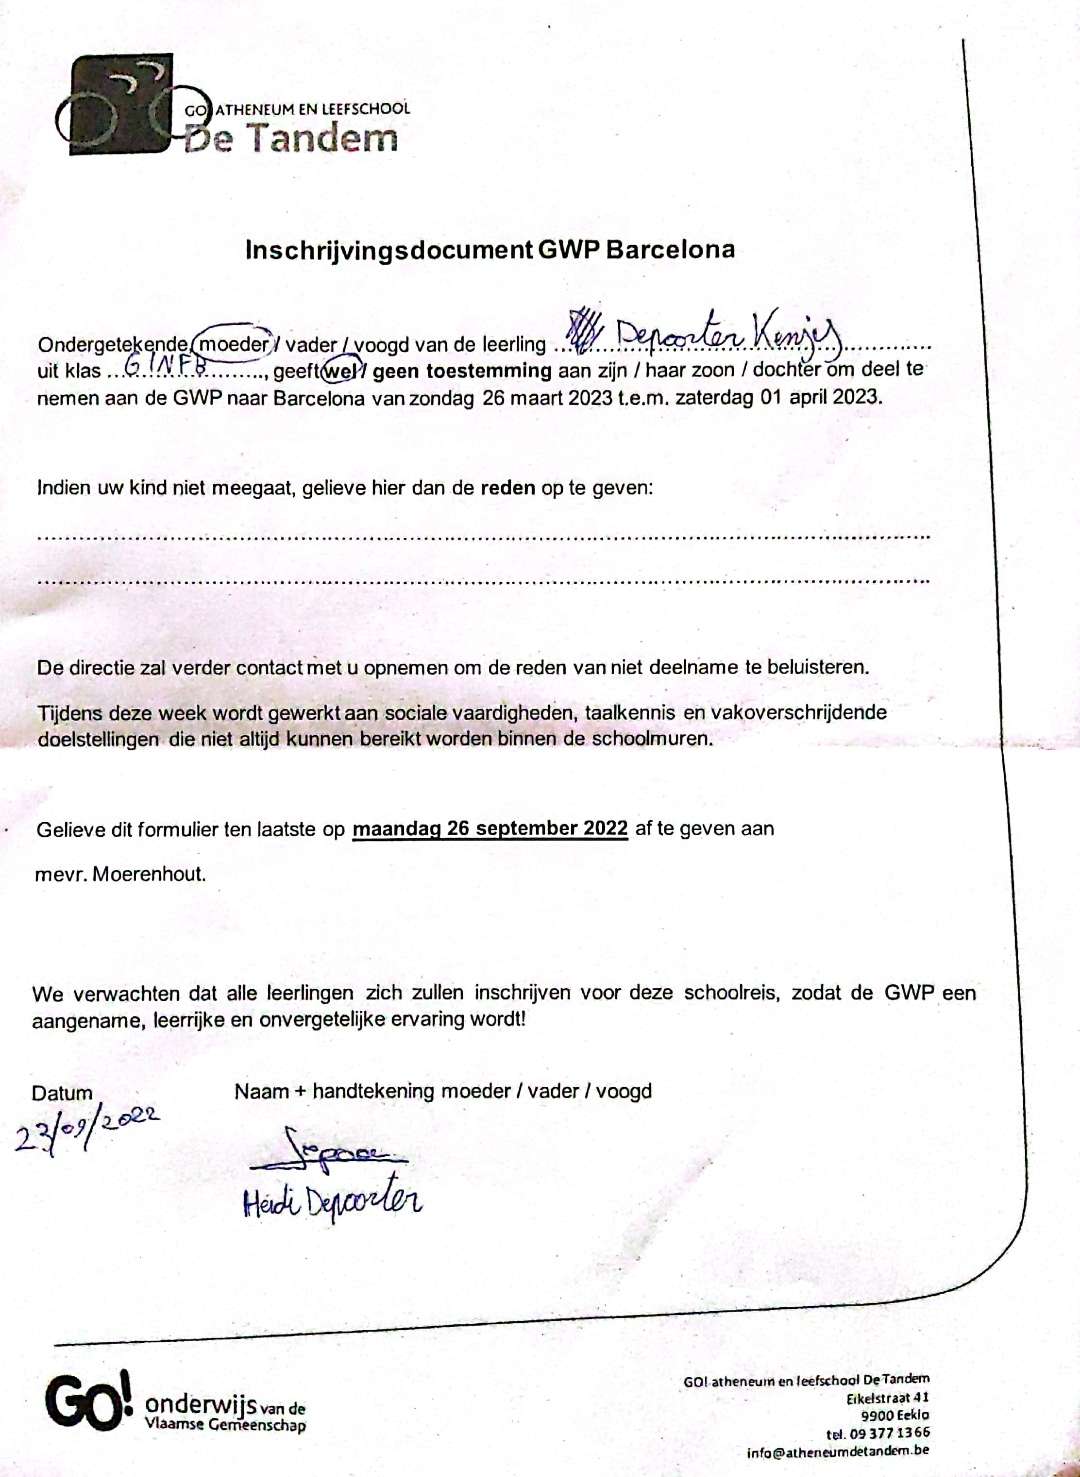 GO! ATHENEUM EN LEEFSCHOOL
De Tandem
Inschrijvingsdocument GWP Barcelona
Ondergetekende, moeder / vader / voogd van de leerling ... Depoorter Kenjy ...
uit klas ... GINFB ..., geeft wel / geen toestemming aan zijn / haar zoon / dochter om deel te
nemen aan de GWP naar Barcelona van zondag 26 maart 2023 t.e.m. zaterdag 01 april 2023.
Indien uw kind niet meegaat, gelieve hier dan de reden op te geven:
De directie zal verder contact met u opnemen om de reden van niet deelname te beluisteren.
Tijdens deze week wordt gewerkt aan sociale vaardigheden, taalkennis en vakoverschrijdende
doelstellingen die niet altijd kunnen bereikt worden binnen de schoolmuren.
Gelieve dit formulier ten laatste op maandag 26 september 2022 af te geven aan
mevr. Moerenhout.
We verwachten dat alle leerlingen zich zullen inschrijven voor deze schoolreis, zodat de GWP een
aangename, leerrijke en onvergetelijke ervaring wordt!
Datum Naam + handtekening moeder / vader / voogd
23/09/2022
Heidi Depoorter
GO! onderwijs van de
Vlaamse Gemeenschap
GO! atheneum en leefschool De Tandem
Eikelstraat 41
9900 Eeklo
tel. 09 377 13 66
info@atheneumdetandem.be